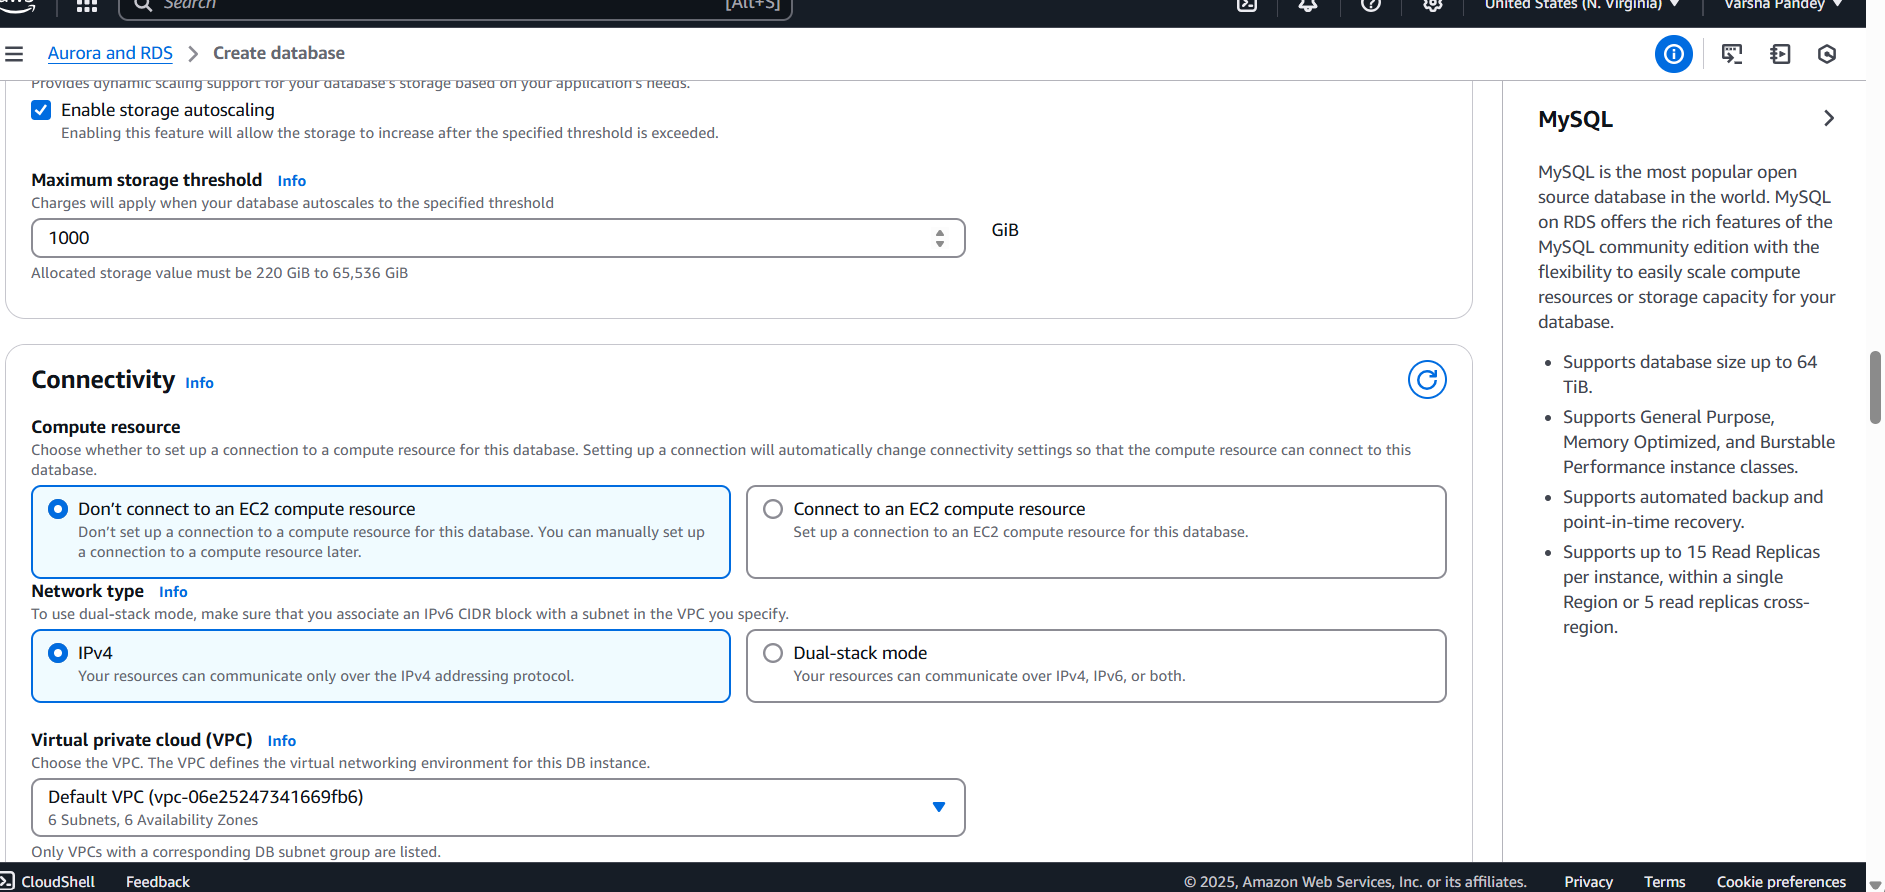 Search
[Alt+S]
United States (N. Virginia)
Varsha Pandey
Aurora and RDS
Create database
Provides dynamic scaling support for your database's storage based on your application's needs.
Enable storage autoscaling
Enabling this feature will allow the storage to increase after the specified threshold is exceeded.
Maximum storage threshold Info
Charges will apply when your database autoscales to the specified threshold
1000
GiB
Allocated storage value must be 220 GiB to 65,536 GiB
Connectivity Info
Compute resource
Choose whether to set up a connection to a compute resource for this database. Setting up a connection will automatically change connectivity settings so that the compute resource can connect to this
database.
Don't connect to an EC2 compute resource
Don't set up a connection to a compute resource for this database. You can manually set up
a connection to a compute resource later.
Connect to an EC2 compute resource
Set up a connection to an EC2 compute resource for this database.
Network type Info
To use dual-stack mode, make sure that you associate an IPv6 CIDR block with a subnet in the VPC you specify.
IPv4
Your resources can communicate only over the IPv4 addressing protocol.
Dual-stack mode
Your resources can communicate over IPv4, IPv6, or both.
Virtual private cloud (VPC) Info
Choose the VPC. The VPC defines the virtual networking environment for this DB instance.
Default VPC (vpc-06e25247341669fb6)
6 Subnets, 6 Availability Zones
Only VPCs with a corresponding DB subnet group are listed.
MySQL
MySQL is the most popular open
source database in the world. MySQL
on RDS offers the rich features of the
MySQL community edition with the
flexibility to easily scale compute
resources or storage capacity for your
database.
• Supports database size up to 64
TiB.
• Supports General Purpose,
Memory Optimized, and Burstable
Performance instance classes.
• Supports automated backup and
point-in-time recovery.
• Supports up to 15 Read Replicas
per instance, within a single
Region or 5 read replicas cross-
region.
CloudShell
Feedback
© 2025, Amazon Web Services, Inc. or its affiliates.
Privacy
Terms
Cookie preferences